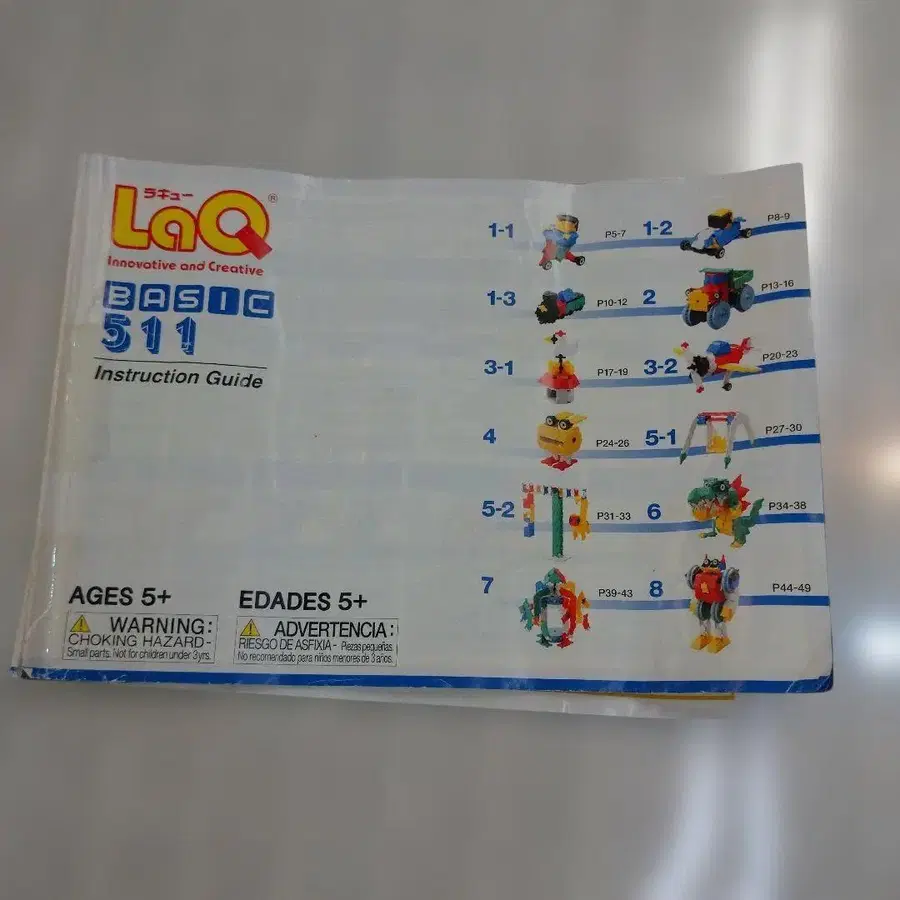 ラキュー
LaQ®
Innovative and Creative
BASIC
511
Instruction Guide
1-1 P5-7 1-2 P8-9
1-3 P10-12 2 P13-16
3-1 P17-19 3-2 P20-23
4 P24-26 5-1 P27-30
5-2 P31-33 6 P34-38
7 P39-43 8 P44-49
AGES 5+
WARNING:
CHOKING HAZARD-
Small parts. Not for children under 3yrs.
EDADES 5+
ADVERTENCIA:
RIESGO DE ASFIXIA - Piezas pequeñas
No recomendado para niños menores de 3 años.